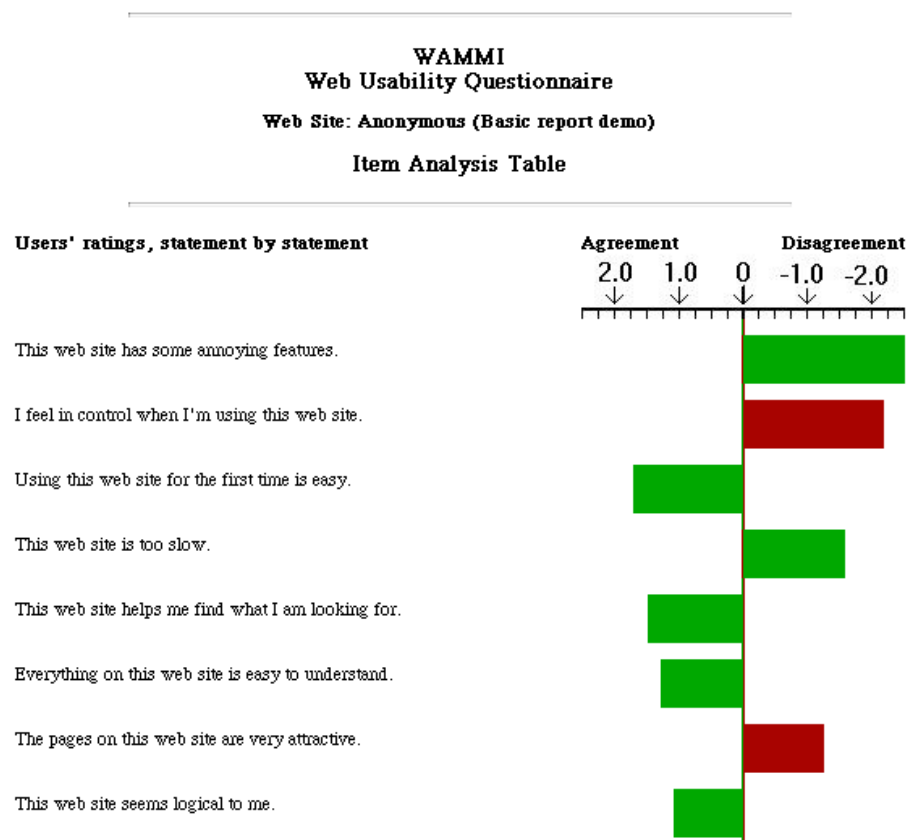 WAMMI
Web Usability Questionnaire
Web Site: Anonymous (Basic report demo)
Item Analysis Table
Users' ratings, statement by statement
Agreement Disagreement
2.0 1.0 0 -1.0 -2.0
This web site has some annoying features.
I feel in control when I'm using this web site.
Using this web site for the first time is easy.
This web site is too slow.
This web site helps me find what I am looking for.
Everything on this web site is easy to understand.
The pages on this web site are very attractive.
This web site seems logical to me.